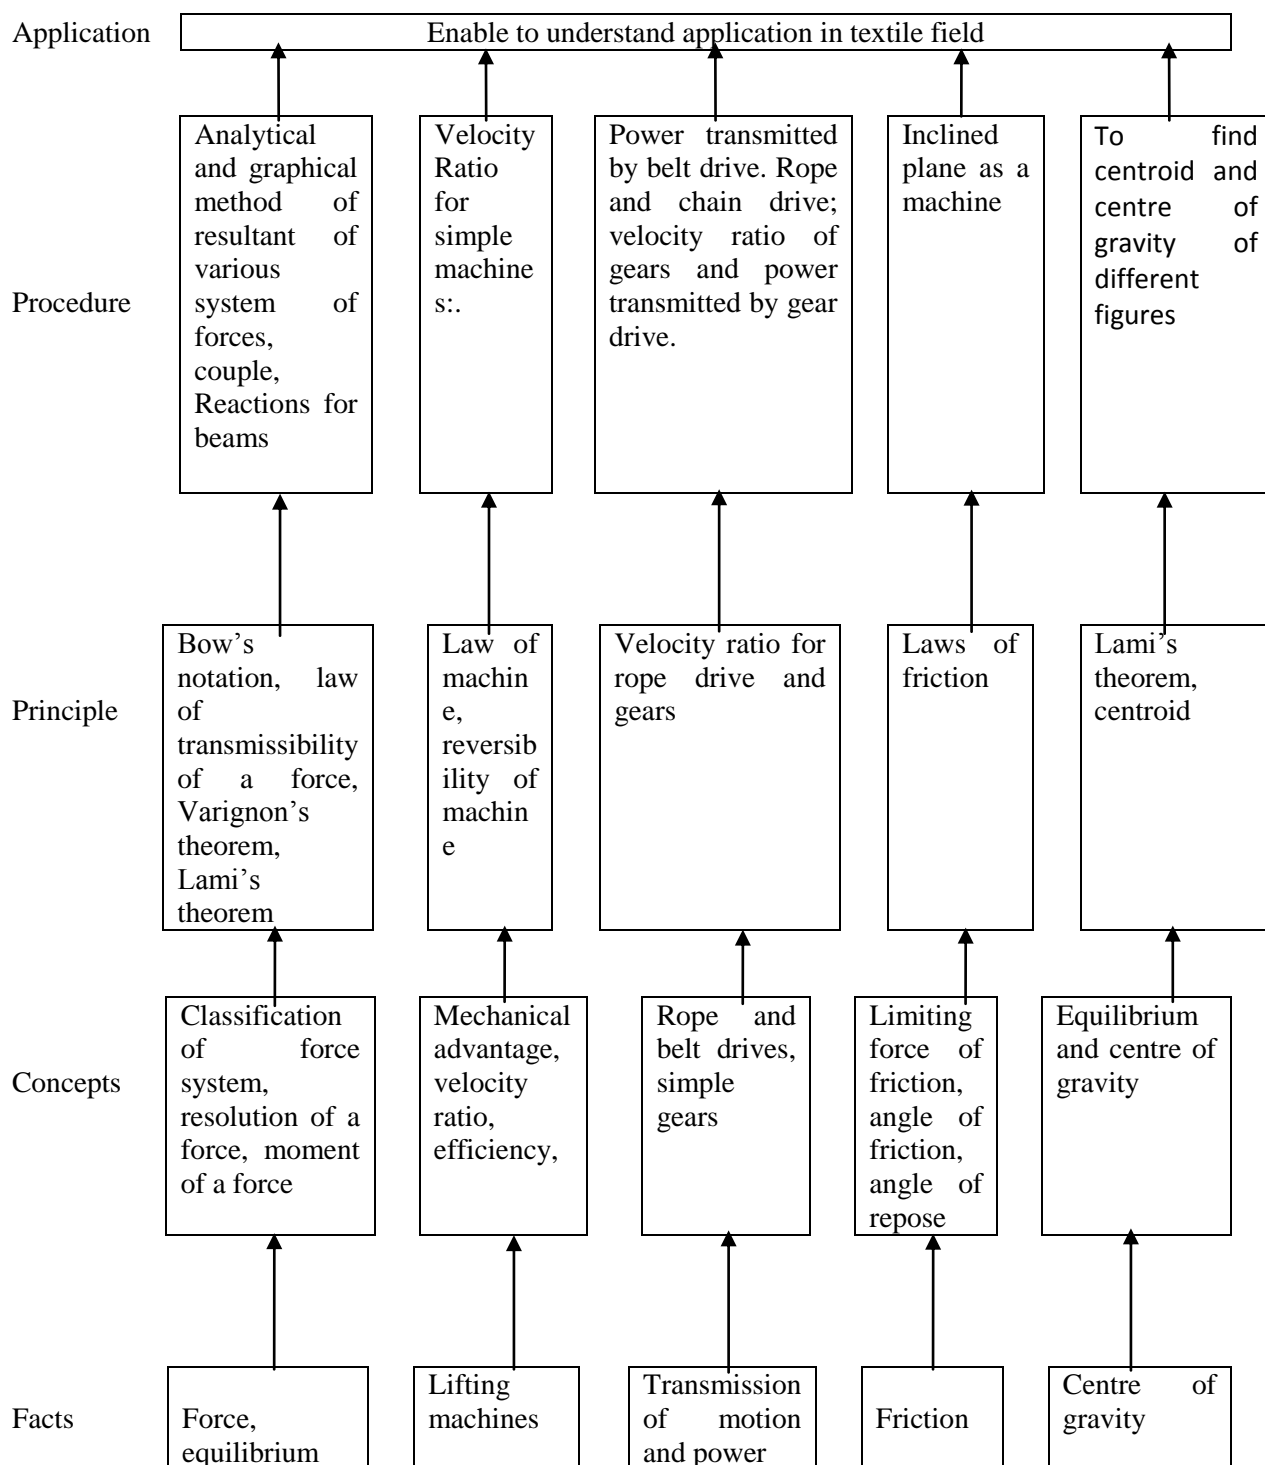 Application
Enable to understand application in textile field
Procedure
Analytical
and graphical
method of
resultant of
various
system of
forces,
couple,
Reactions for
beams
Velocity
Ratio
for
simple
machine
s:.
Power transmitted
by belt drive. Rope
and chain drive;
velocity ratio of
gears and power
transmitted by gear
drive.
Inclined
plane as a
machine
To find
centroid and
centre of
gravity of
different
figures
Principle
Bow’s
notation, law
of
transmissibility
of a force,
Varignon’s
theorem,
Lami’s
theorem
Law of
machin
e,
reversib
ility of
machin
e
Velocity ratio for
rope drive and
gears
Laws of
friction
Lami’s
theorem,
centroid
Concepts
Classification
of force
system,
resolution of a
force, moment
of a force
Mechanical
advantage,
velocity
ratio,
efficiency,
Rope and
belt drives,
simple
gears
Limiting
force of
friction,
angle of
friction,
angle of
repose
Equilibrium
and centre of
gravity
Facts
Force,
equilibrium
Lifting
machines
Transmission
of motion
and power
Friction
Centre of
gravity